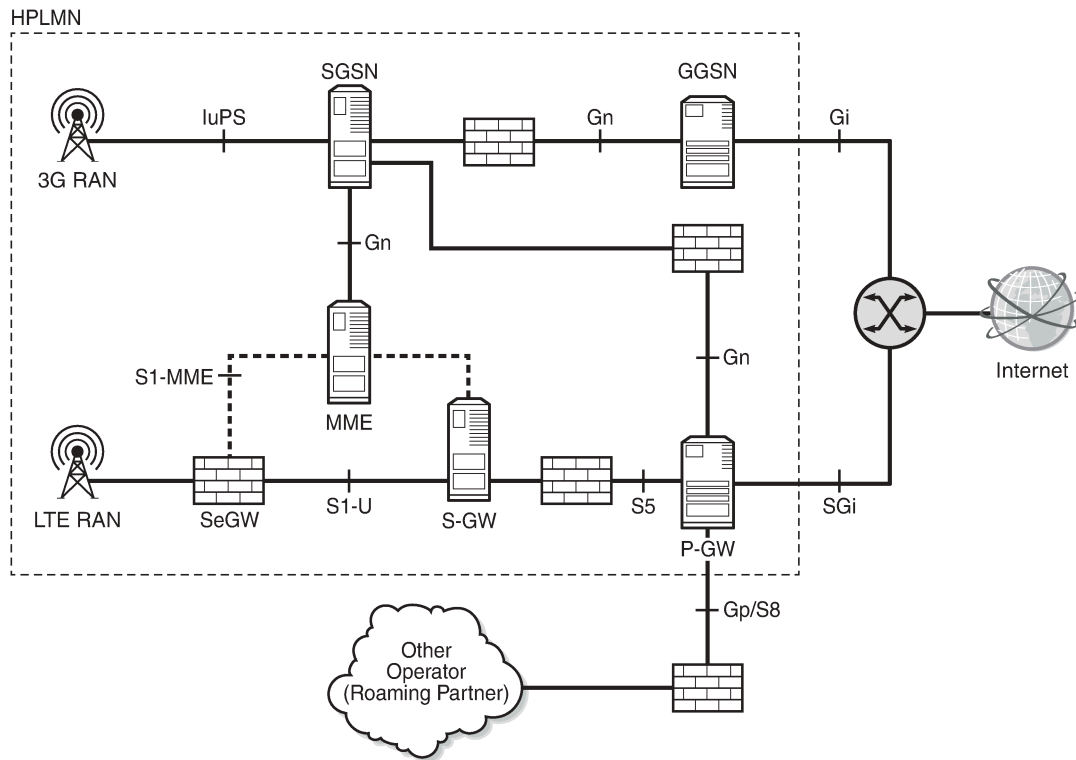 HPLMN
SGSN
GGSN
IuPS
Gn
Gi
3G RAN
Gn
Gn
Internet
S1-MME
MME
LTE RAN
SeGW
S1-U
S-GW
S5
P-GW
SGi
Gp/S8
Other
Operator
(Roaming Partner)